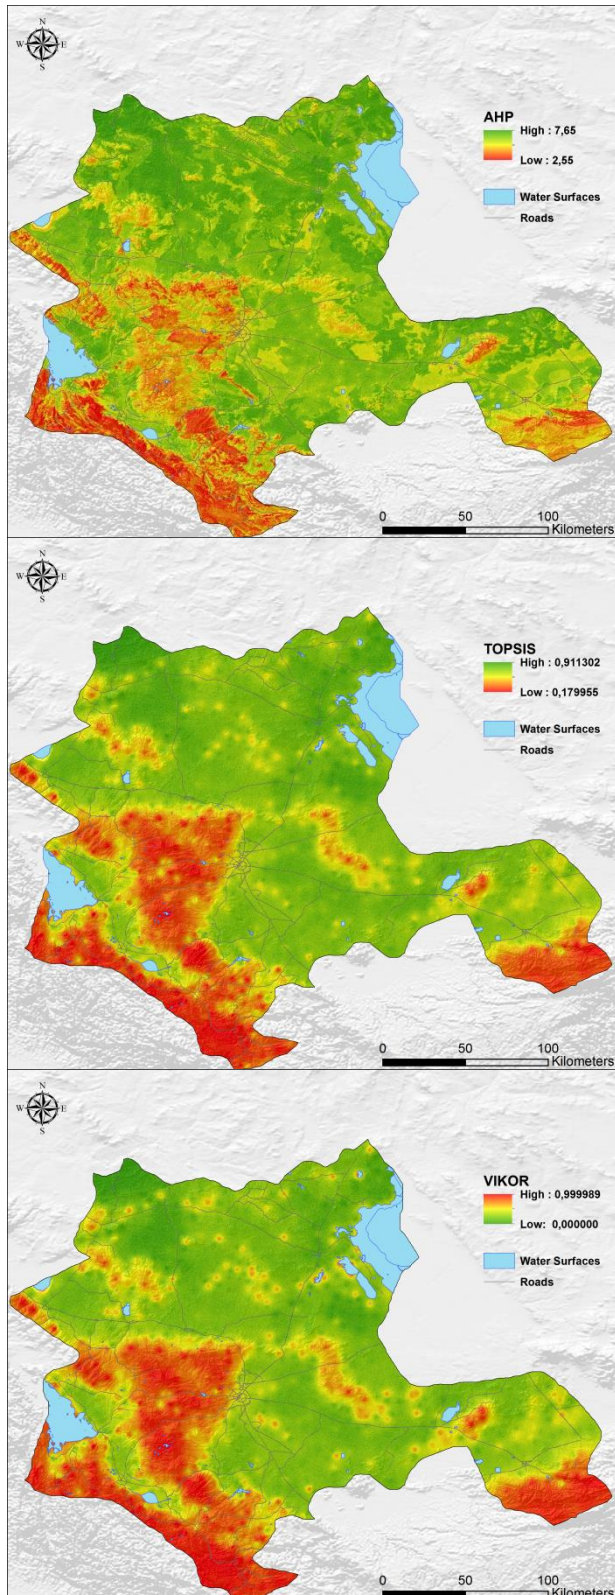 N
W E
S
AHP
High : 7,65
Low : 2,55
Water Surfaces
Roads
0 50 100
Kilometers
N
W E
S
TOPSIS
High : 0,911302
Low : 0,179955
Water Surfaces
Roads
0 50 100
Kilometers
N
W E
S
VIKOR
High : 0,999989
Low: 0,000000
Water Surfaces
Roads
0 50 100
Kilometers